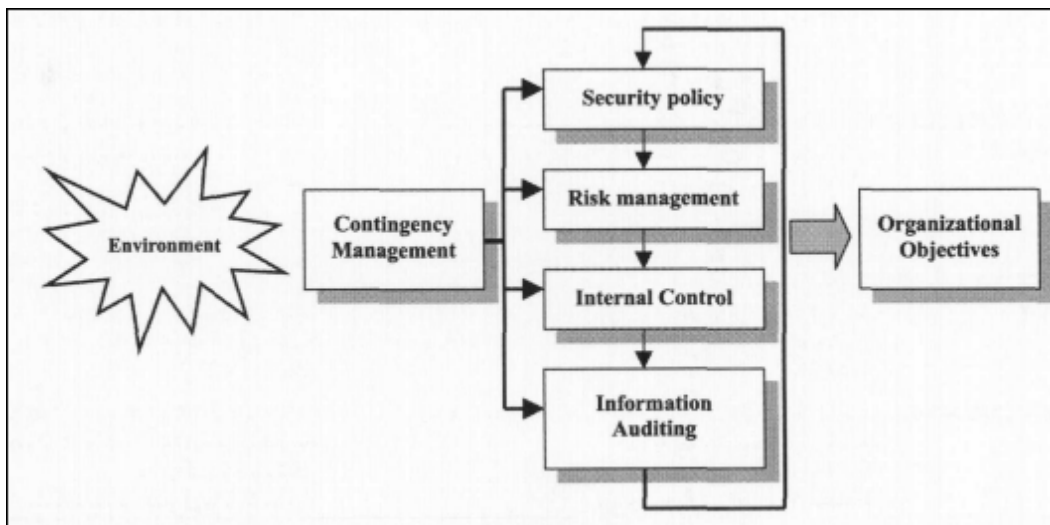 Security policy
Risk management
Contingency
Management
Environment
Organizational
Objectives
Internal Control
Information
Auditing